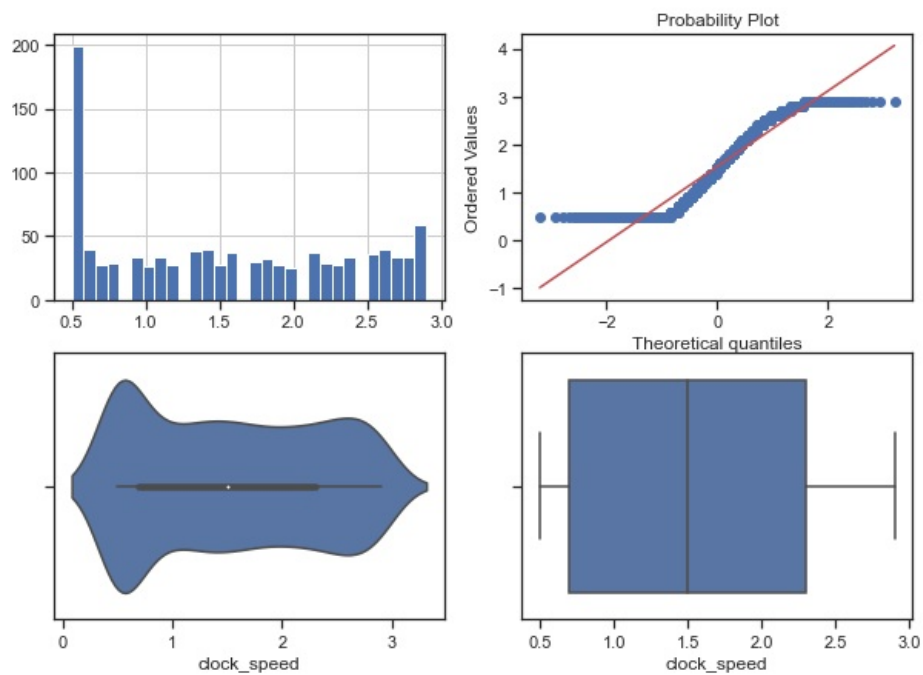 200
150
100
50
0
0.5 1.0 1.5 2.0 2.5 3.0
Probability Plot
Ordered Values
4
3
2
1
0
−1
−2 0 2
Theoretical quantiles
0 1 2 3
clock_speed
0.5 1.0 1.5 2.0 2.5 3.0
clock_speed